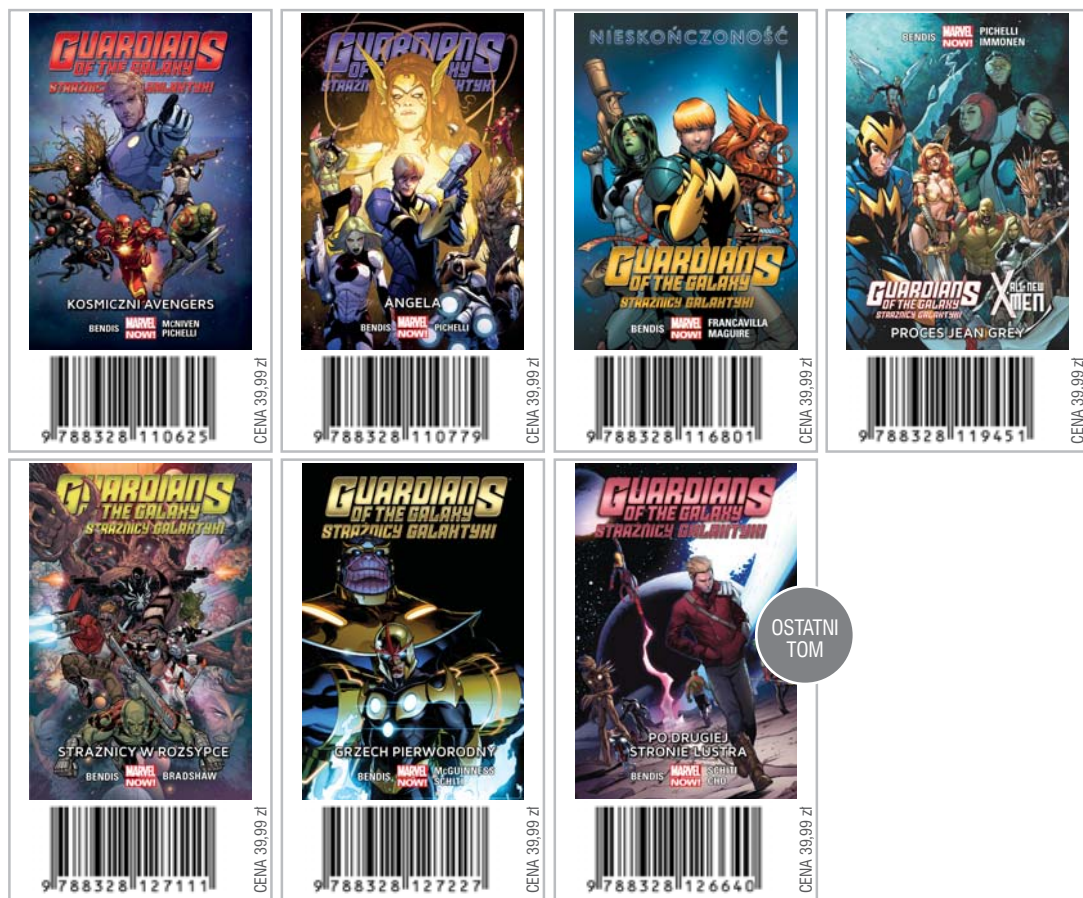 GUARDIANS
OF THE GALAXY
STRAŻNICY GALAKTYKI
KOSMICZNI AVENGERS
BENDIS MARVEL NOW! MCNIVEN PICHELLI
9 788328 110625
CENA 39,99 zł
GUARDIANS
OF THE GALAXY
ANGELA
BENDIS MARVEL NOW! PICHELLI
9 788328 110779
CENA 39,99 zł
NIESKOŃCZONOŚĆ
GUARDIANS
OF THE GALAXY
STRAŻNICY GALAKTYKI
BENDIS MARVEL NOW! FRANCAVILLA MAGUIRE
9 788328 116801
CENA 39,99 zł
BENDIS MARVEL NOW! PICHELLI IMMONEN
GUARDIANS
OF THE GALAXY
STRAŻNICY GALAKTYKI
ALL-NEW
X-MEN
PROCES JEAN GREY
9 788328 119451
CENA 39,99 zł
GUARDIANS
THE GALAXY
STRAŻNICY GALAKTYKI
STRAŻNICY W ROZSYPCE
BENDIS MARVEL NOW! BRADSHAW
9 788328 127111
CENA 39,99 zł
GUARDIANS
OF THE GALAXY
STRAŻNICY GALAKTYKI
GRZECH PIERWORODNY
BENDIS MARVEL NOW! McGUINNESS SCHITI
9 788328 127227
CENA 39,99 zł
GUARDIANS
OF THE GALAXY
STRAŻNICY GALAKTYKI
PO DRUGIEJ
STRONIE LUSTRA
BENDIS MARVEL NOW! SCHITI CHO
9 788328 126640
CENA 39,99 zł
OSTATNI
TOM